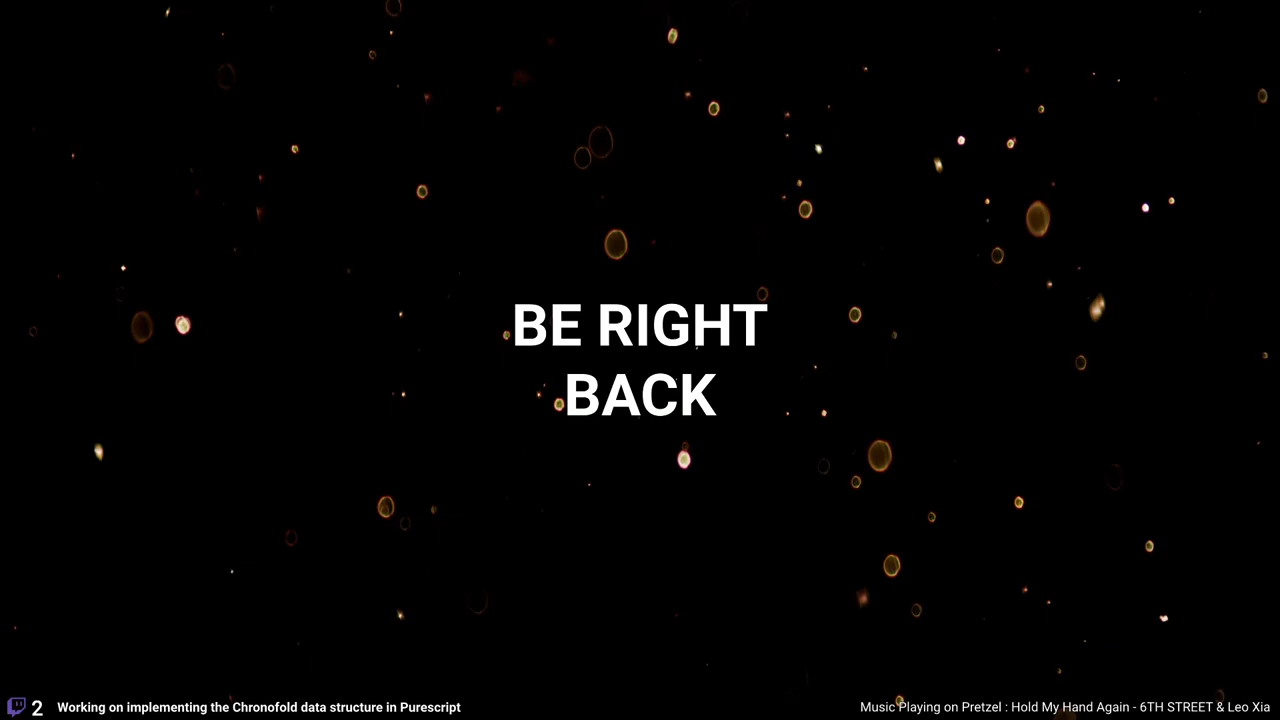 BE RIGHT
BACK
2 Working on implementing the Chronofold data structure in Purescript
Music Playing on Pretzel : Hold My Hand Again - 6TH STREET & Leo Xia